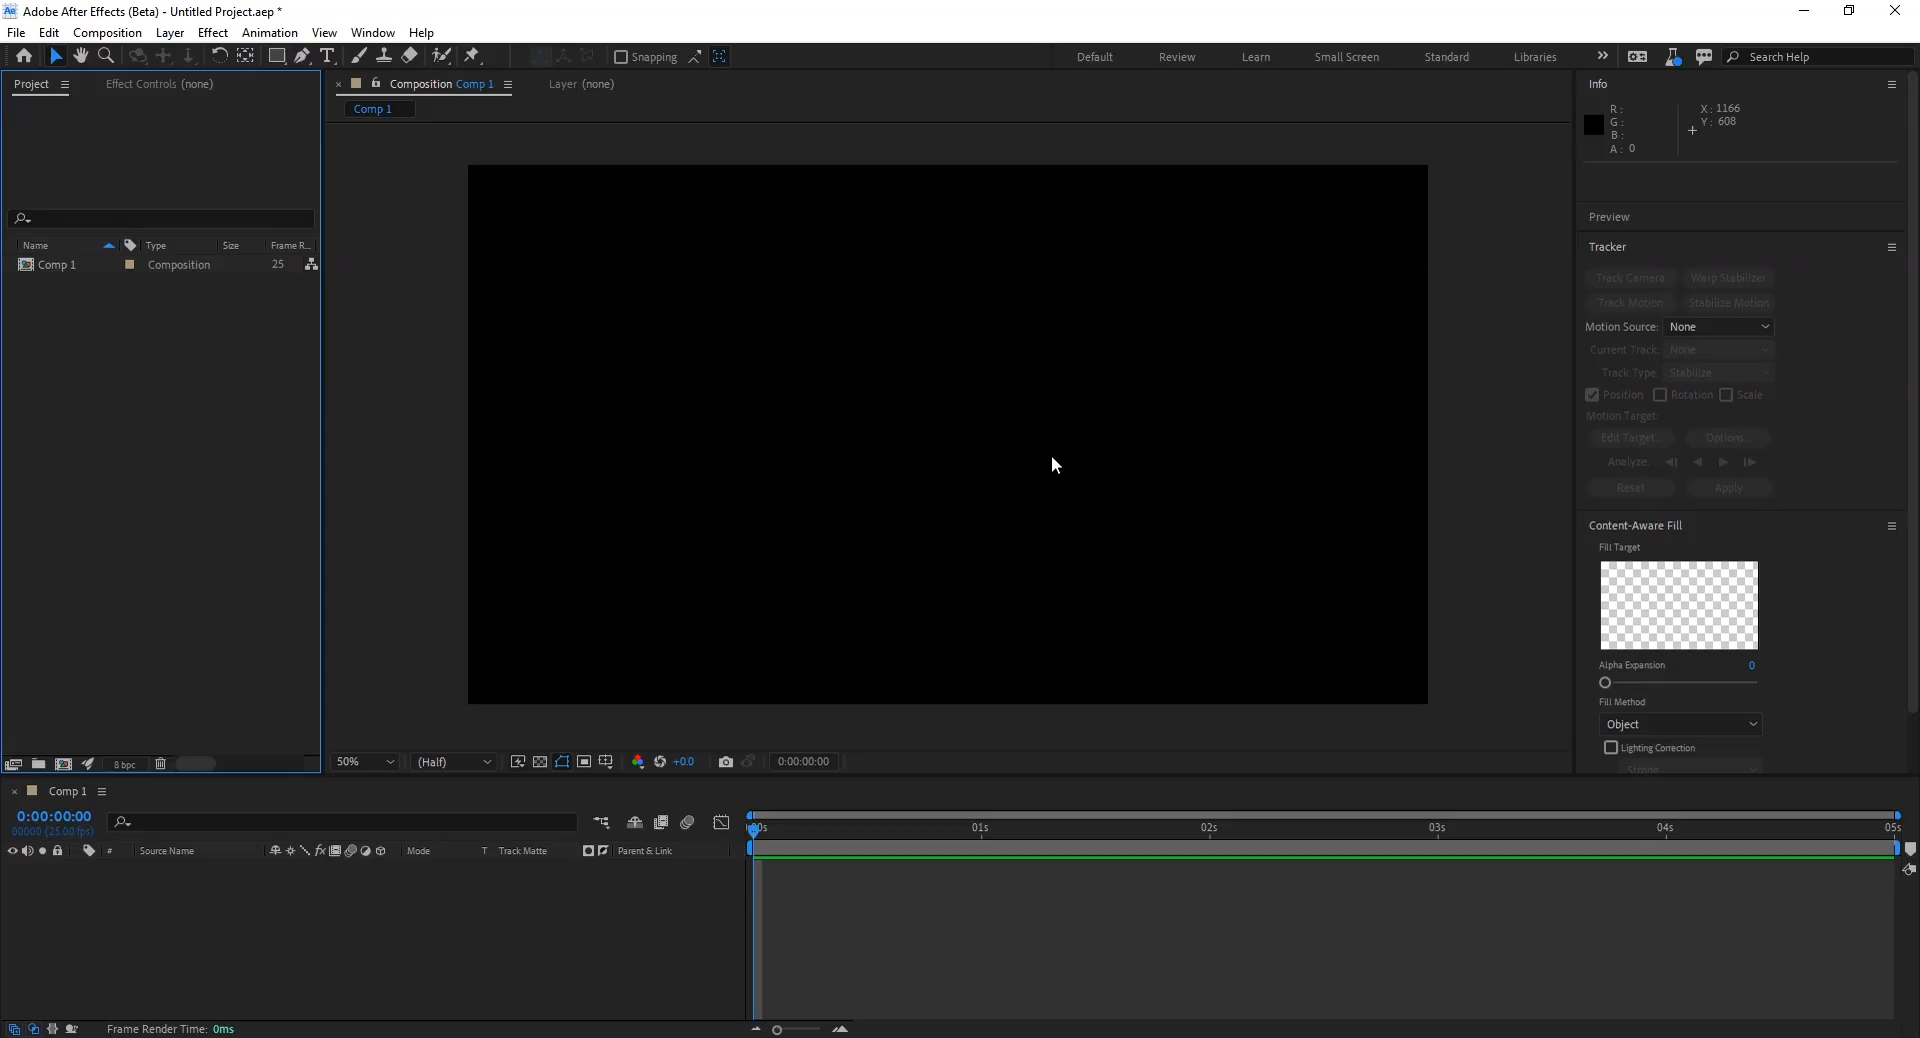 Adobe After Effects (Beta) - Untitled Project.aep *
File Edit Composition Layer Effect Animation View Window Help
Snapping
Default Review Learn Small Screen Standard Libraries
Search Help
Project
Effect Controls (none)
Name Type Size Frame R...
Comp 1 Composition 25
8 bpc
Composition Comp 1
Layer (none)
Comp 1
50% (Half) +0.0 0:00:00:00
Info
R :
G :
B :
A : 0
X : 1166
Y : 608
Preview
Tracker
Track Camera Warp Stabilizer
Track Motion Stabilize Motion
Motion Source: None
Current Track: None
Track Type: Stabilize
Position Rotation Scale
Motion Target:
Edit Target... Options...
Analyze:
Reset Apply
Content-Aware Fill
Fill Target
Alpha Expansion 0
Fill Method
Object
Lighting Correction
Strong
Comp 1
0:00:00:00
00000 (25.00 fps)
# Source Name fx Mode T Track Matte Parent & Link
01s 02s 03s 04s 05s
Frame Render Time: 0ms